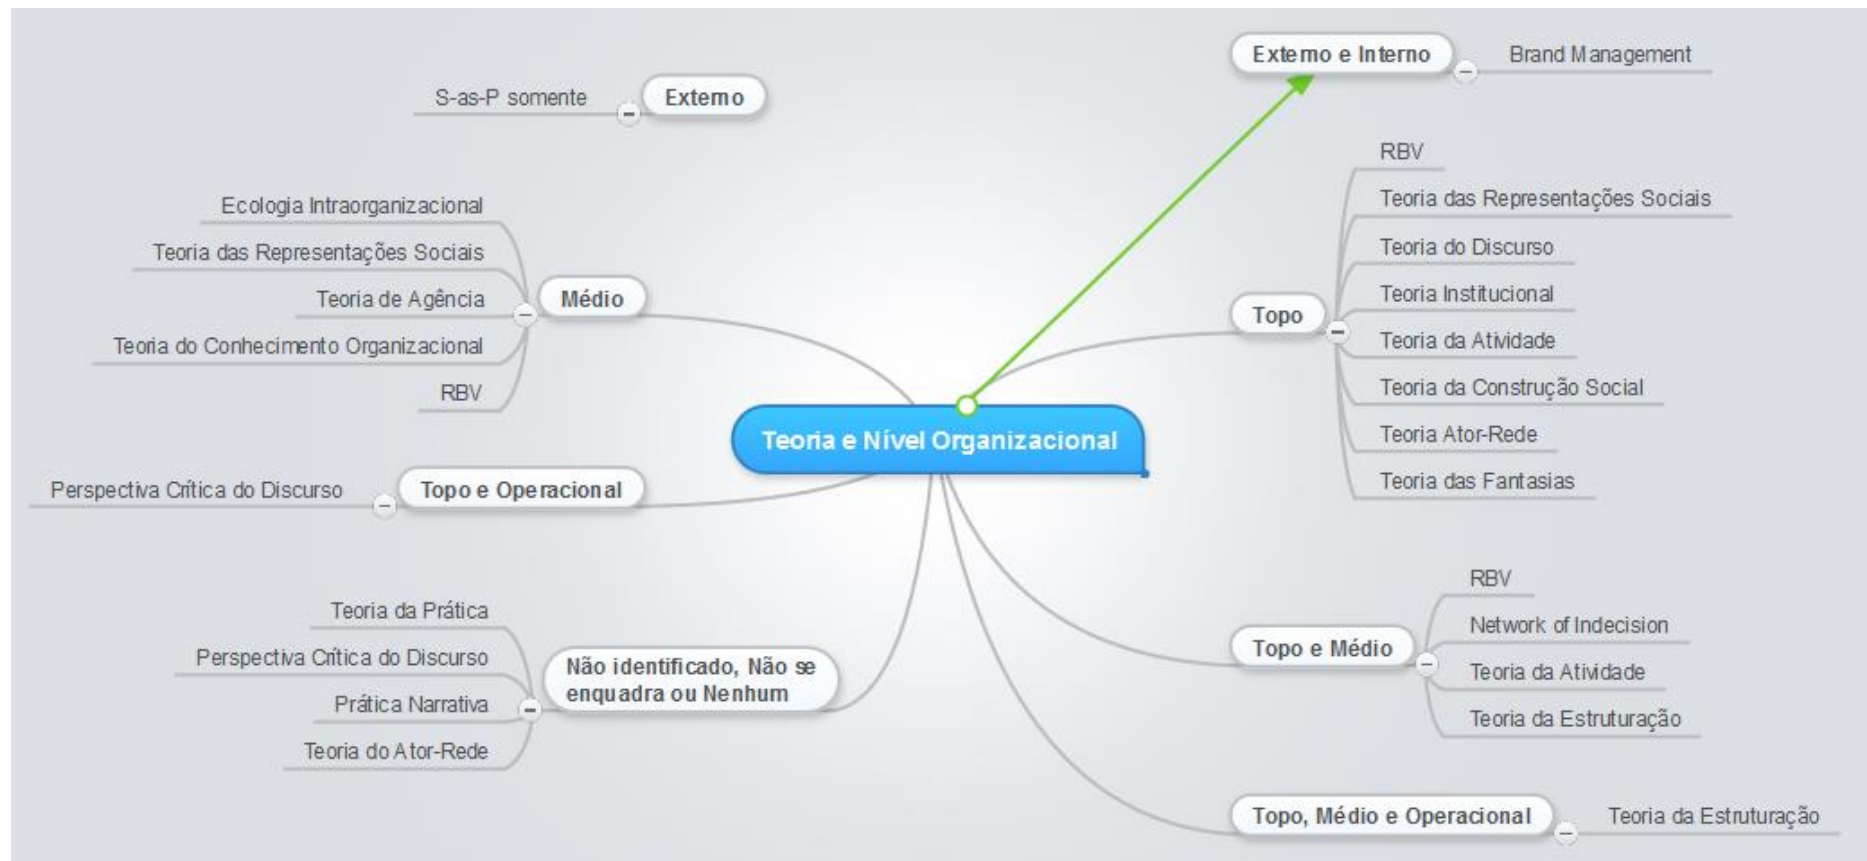 Externo e Interno
Brand Management
S-as-P somente
Externo
RBV
Teoria das Representações Sociais
Teoria do Discurso
Teoria Institucional
Topo
Teoria da Atividade
Teoria da Construção Social
Teoria Ator-Rede
Teoria das Fantasias
Ecologia Intraorganizacional
Teoria das Representações Sociais
Teoria de Agência
Médio
Teoria do Conhecimento Organizacional
RBV
Teoria e Nível Organizacional
Perspectiva Crítica do Discurso
Topo e Operacional
Teoria da Prática
Perspectiva Crítica do Discurso
Não identificado, Não se
enquadra ou Nenhum
Prática Narrativa
Teoria do Ator-Rede
RBV
Network of Indecision
Topo e Médio
Teoria da Atividade
Teoria da Estruturação
Topo, Médio e Operacional
Teoria da Estruturação